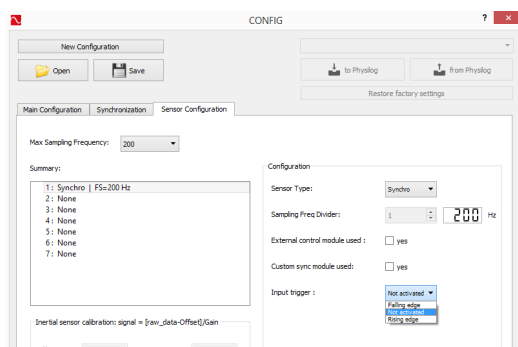 CONFIG
?
New Configuration
Open
Save
to Physilog
from Physilog
Restore factory settings
Main Configuration
Synchronization
Sensor Configuration
Max Sampling Frequency:
200
Summary:
1: Synchro | FS=200 Hz
2: None
3: None
4: None
5: None
6: None
7: None
Configuration
Sensor Type:
Synchro
Sampling Freq Divider:
1
200
Hz
External control module used :
yes
Custom sync module used:
yes
Input trigger :
Not activated
Falling edge
Not activated
Rising edge
Inertial sensor calibration: signal = [raw_data-Offset]/Gain